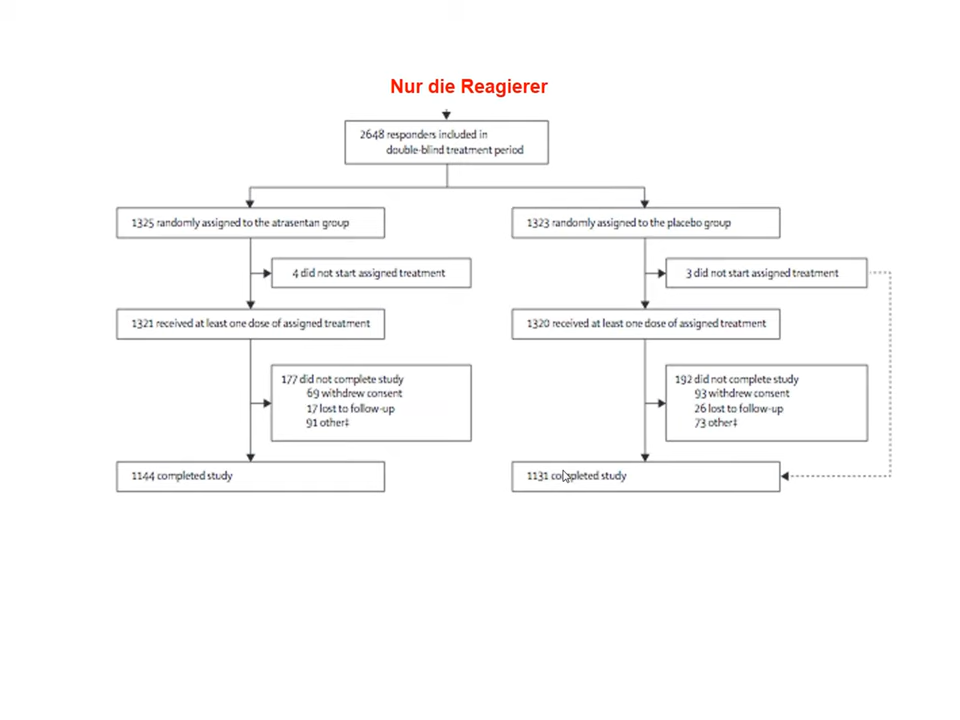 Nur die Reagierer
2648 responders included in
double-blind treatment period
1325 randomly assigned to the atrasentan group
1323 randomly assigned to the placebo group
4 did not start assigned treatment
3 did not start assigned treatment
1321 received at least one dose of assigned treatment
1320 received at least one dose of assigned treatment
177 did not complete study
69 withdrew consent
17 lost to follow-up
91 other‡
192 did not complete study
93 withdrew consent
26 lost to follow-up
73 other‡
1144 completed study
1131 completed study